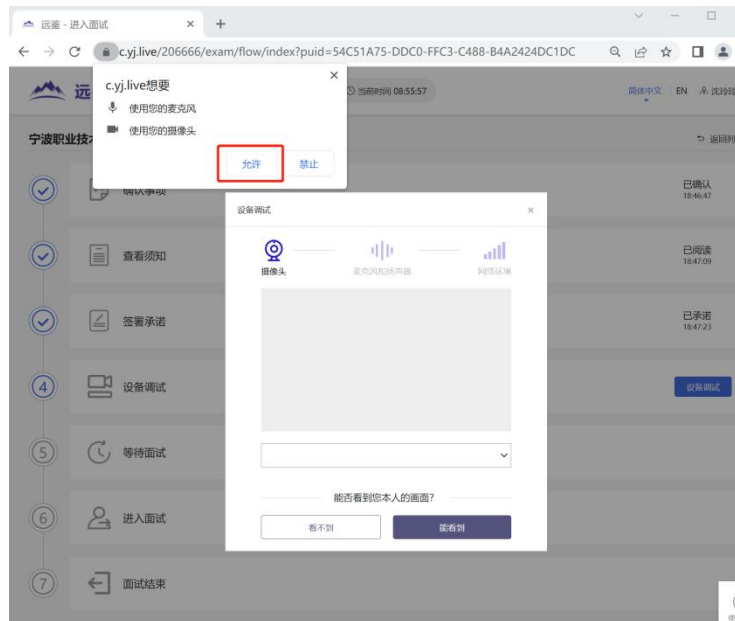 远鉴 - 进入面试
c.yj.live/206666/exam/flow/index?puid=54C51A75-DDC0-FFC3-C488-B4A2424DC1DC
c.yj.live想要
使用您的麦克风
使用您的摄像头
允许
禁止
远
当前时间 08:55:57
简体中文
EN
宁波职业技
返回列
确认事项
已确认
18:46:47
查看须知
已阅读
18:47:09
签署承诺
已承诺
18:47:23
4
设备调试
设备调试
5
等待面试
6
进入面试
7
面试结束
设备调试
摄像头
麦克风和扬声器
网络环境
能否看到您本人的画面?
看不到
能看到